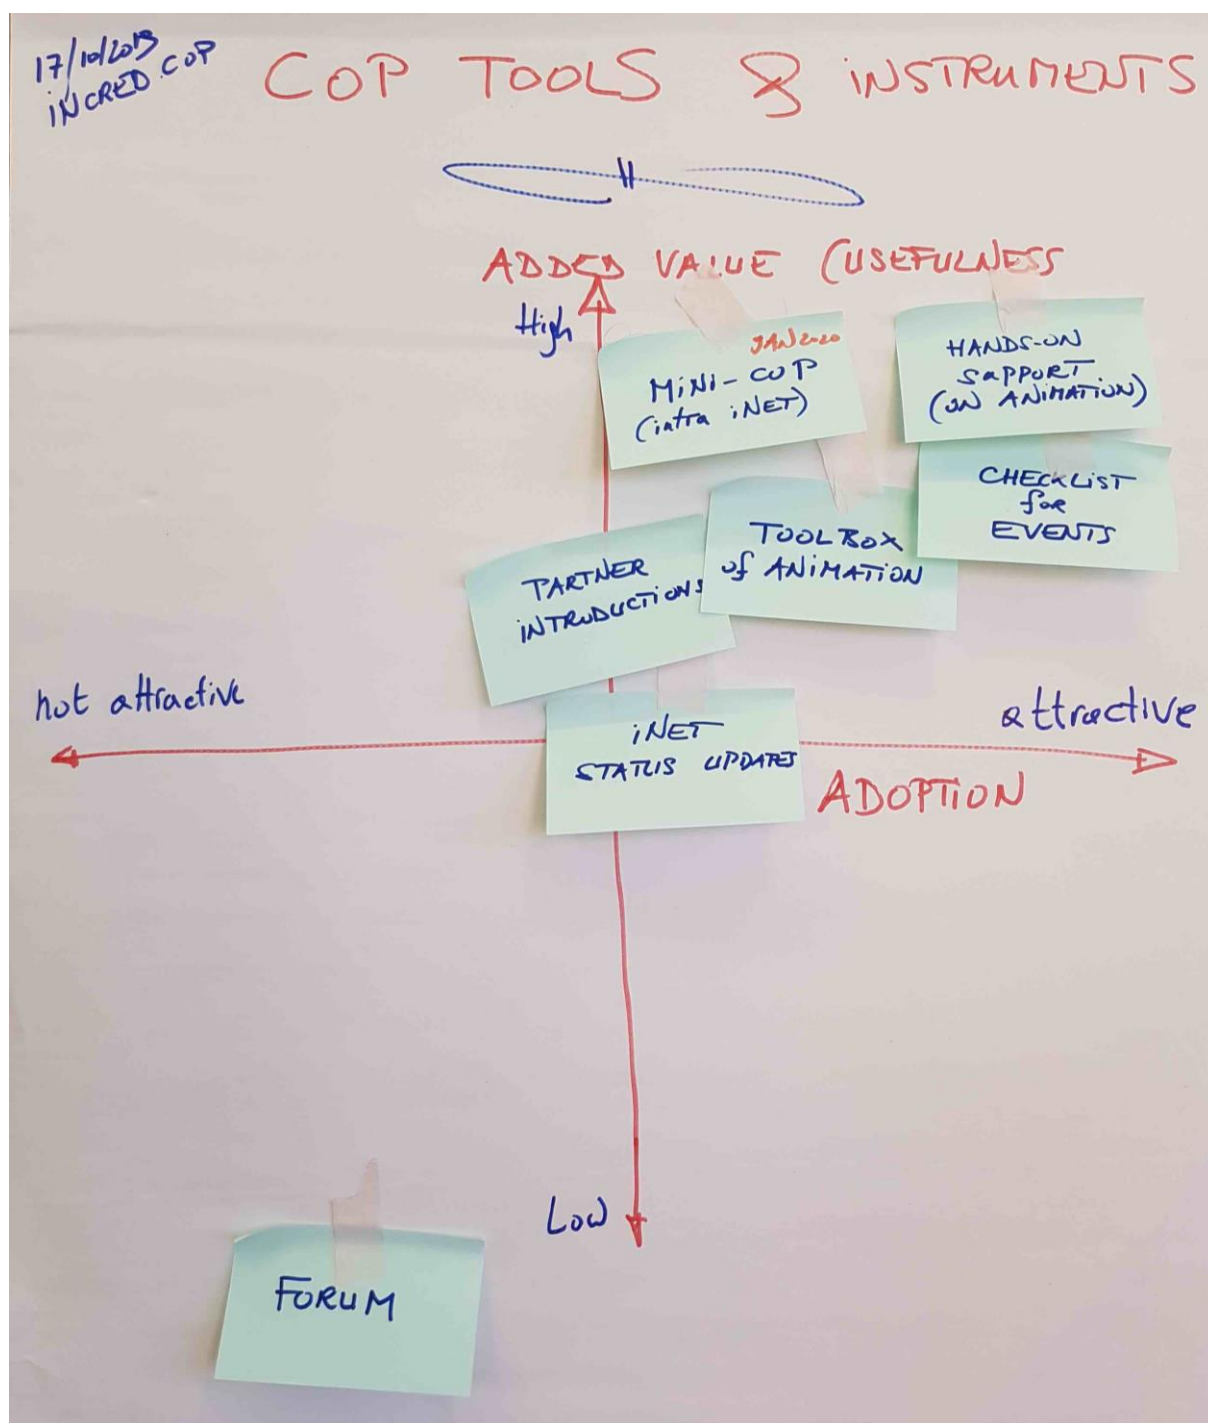 17/10/2019
INCRED COP
COP TOOLS & INSTRUMENTS
ADDED VALUE (USEFULNESS
High
JAN 2020
MINI-COP
(intra iNET)
HANDS-ON
SUPPORT
(ON ANIMATION)
CHECKLIST
for
EVENTS
TOOLBOX
of ANIMATION
PARTNER
INTRODUCTIONS
not attractive
attractive
iNET
STATUS UPDATES
ADOPTION
Low
FORUM